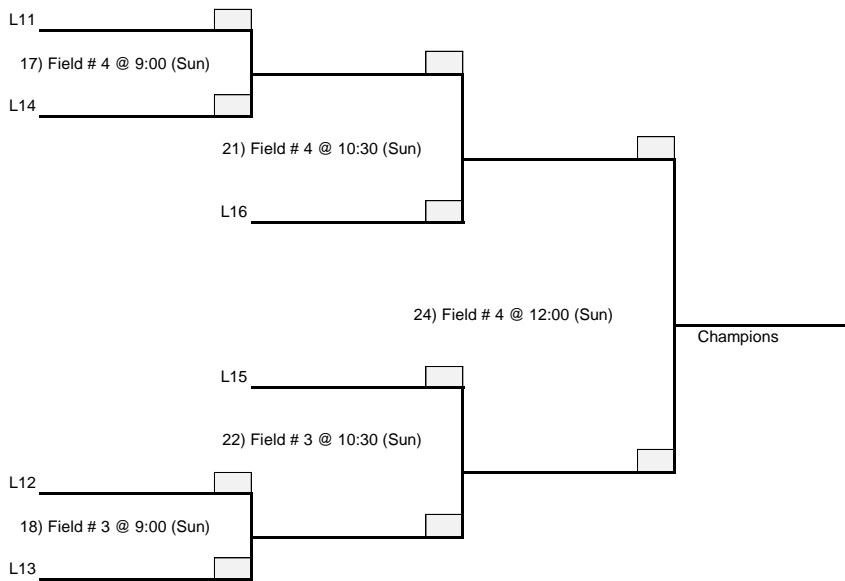 L11
17) Field # 4 @ 9:00 (Sun)
L14
21) Field # 4 @ 10:30 (Sun)
L16
24) Field # 4 @ 12:00 (Sun)
Champions
L15
22) Field # 3 @ 10:30 (Sun)
L12
18) Field # 3 @ 9:00 (Sun)
L13